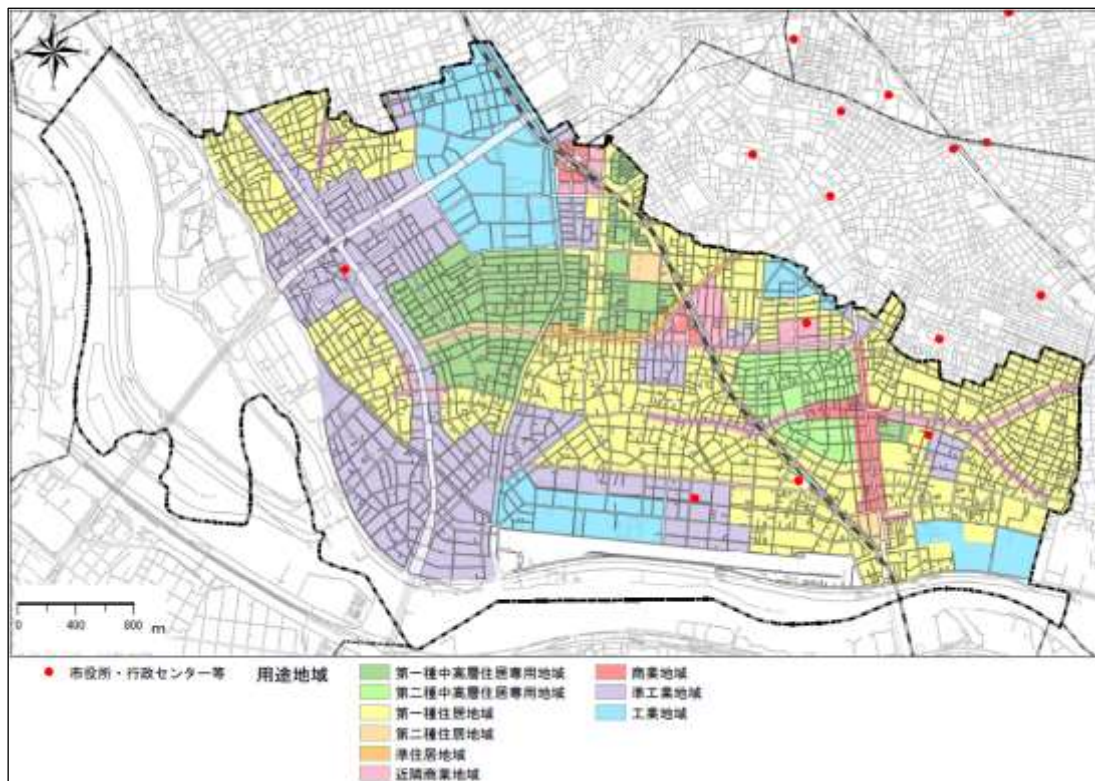 0 400 800 m
市役所・行政センター等
用途地域
第一種中高層住居専用地域
第二種中高層住居専用地域
第一種住居地域
第二種住居地域
準住居地域
近隣商業地域
商業地域
準工業地域
工業地域